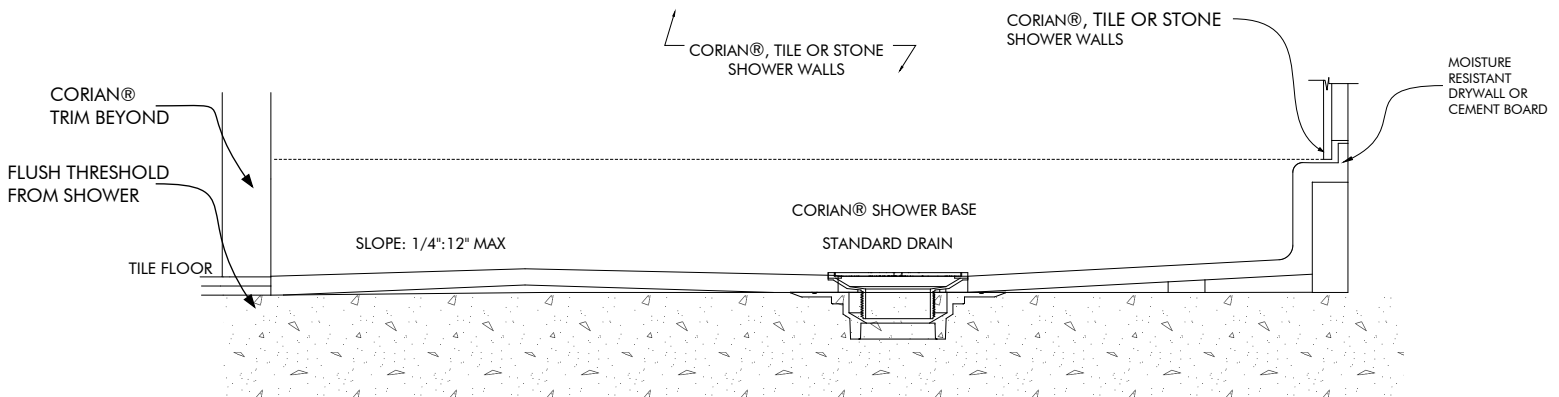 CORIAN®, TILE OR STONE
SHOWER WALLS
CORIAN®, TILE OR STONE
SHOWER WALLS
MOISTURE
RESISTANT
DRYWALL OR
CEMENT BOARD
CORIAN®
TRIM BEYOND
FLUSH THRESHOLD
FROM SHOWER
CORIAN® SHOWER BASE
SLOPE: 1/4":12" MAX
STANDARD DRAIN
TILE FLOOR